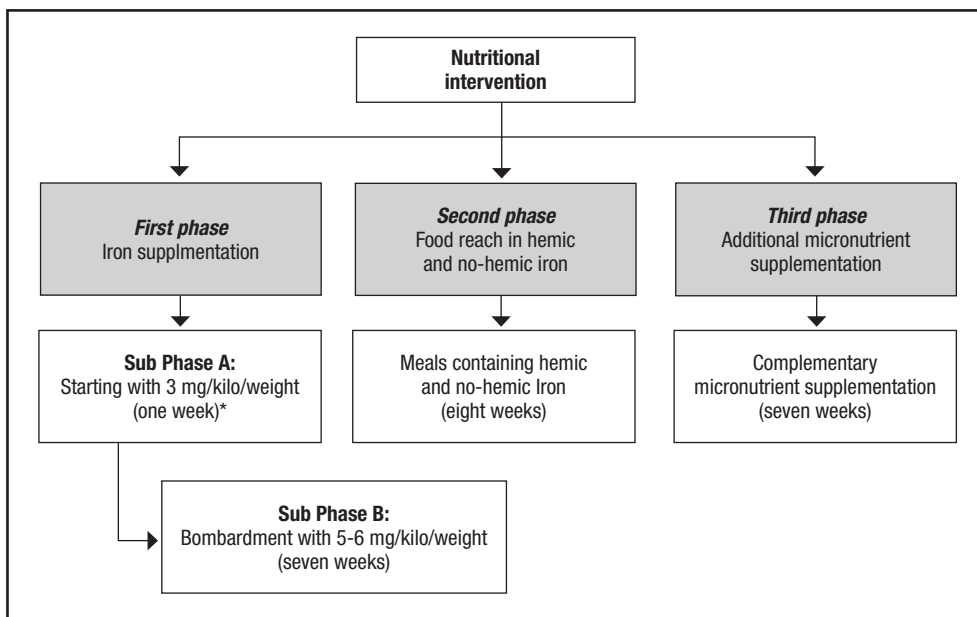 Nutritional
intervention
First phase
Iron supplmentation
Second phase
Food reach in hemic
and no-hemic iron
Third phase
Additional micronutrient
supplementation
Sub Phase A:
Starting with 3 mg/kilo/weight
(one week)*
Meals containing hemic
and no-hemic Iron
(eight weeks)
Complementary
micronutrient supplementation
(seven weeks)
Sub Phase B:
Bombardment with 5-6 mg/kilo/weight
(seven weeks)